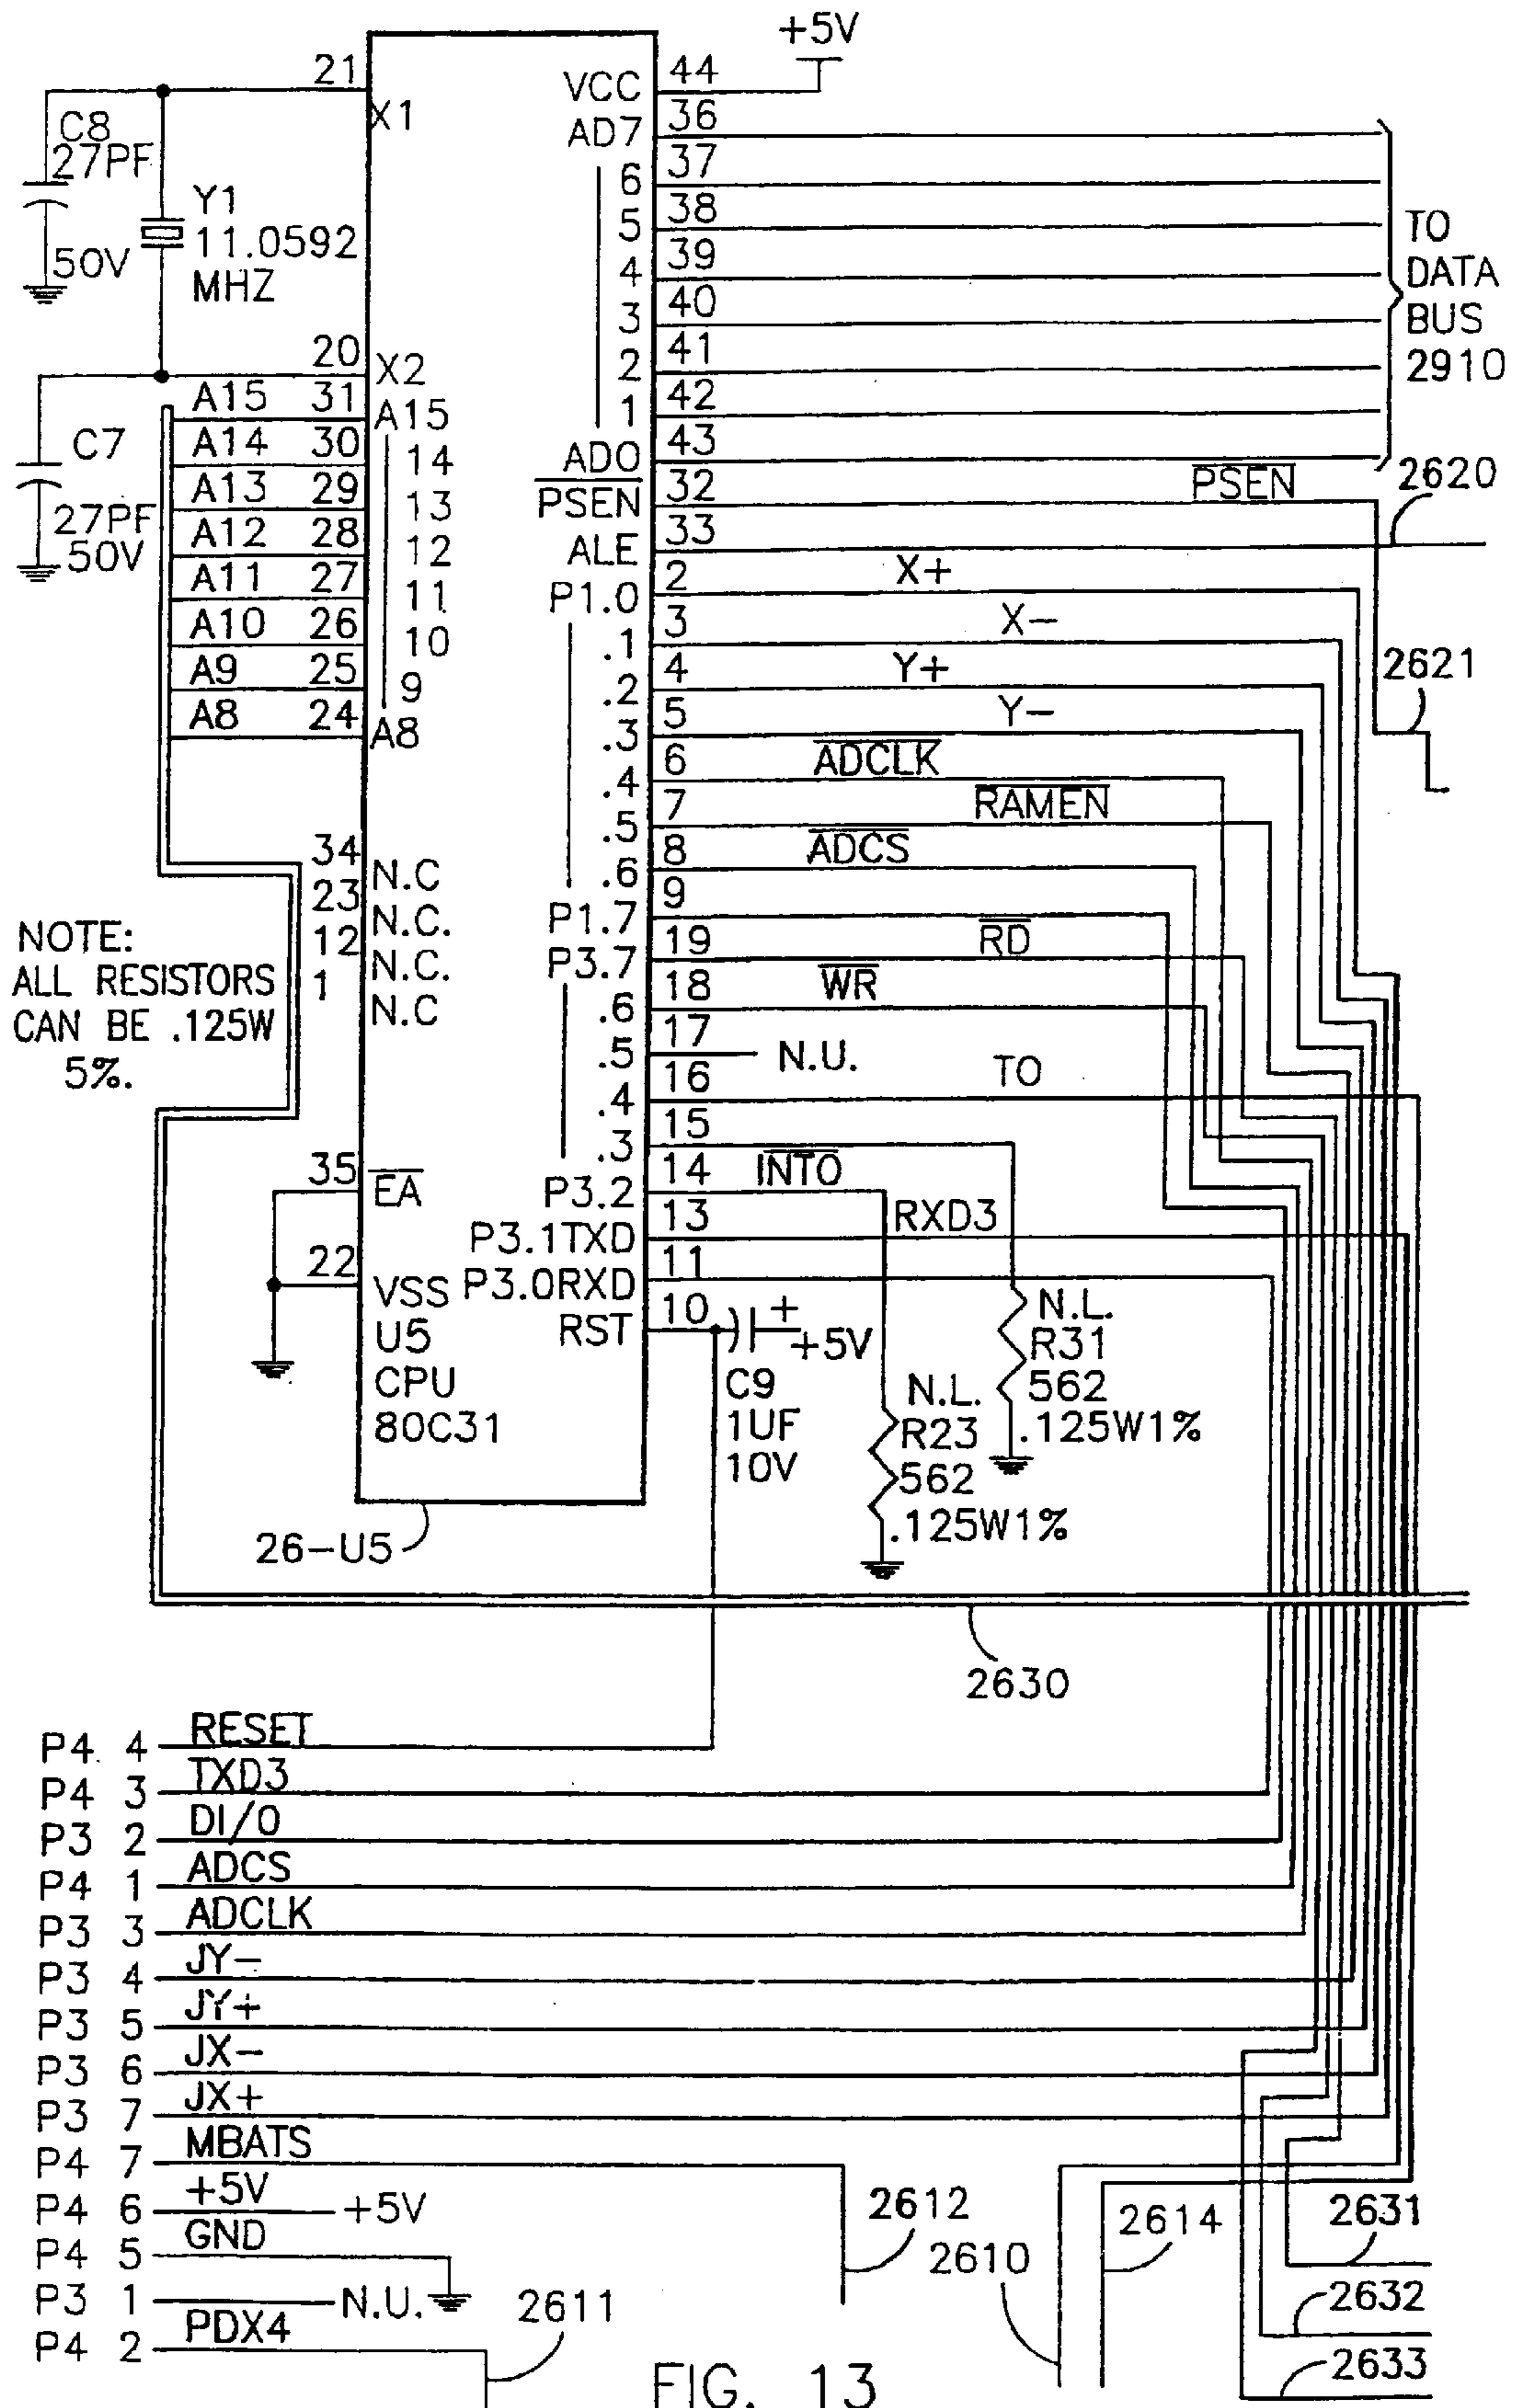 +5V
21
X1
C8
27PF
50V
Y1
11.0592
MHZ
20
X2
C7
27PF
50V
A15 31 A15
A14 30 14
A13 29 13
A12 28 12
A11 27 11
A10 26 10
A9 25 9
A8 24 A8
34 N.C
23 N.C.
12 N.C.
1 N.C
NOTE:
ALL RESISTORS
CAN BE .125W
5%.
35 EA
22 VSS
U5
CPU
80C31
26-U5
VCC 44
AD7 36
6 37
5 38
4 39
3 40
2 41
1 42
AD0 43
TO
DATA
BUS
2910
PSEN 32 PSEN
2620
ALE 33
2621
P1.0 2 X+
.1 3 X-
.2 4 Y+
.3 5 Y-
.4 6 ADCLK
.5 7 RAMEN
.6 8 ADCS
P1.7 9
P3.7 19 RD
.6 18 WR
.5 17 N.U.
.4 16 TO
.3 15
P3.2 14 INTO
P3.1TXD 13 RXD3
P3.0RXD 11
RST 10
+
+5V
C9
1UF
10V
N.L.
R31
562
.125W1%
N.L.
R23
562
.125W1%
2630
P4 4 RESET
P4 3 TXD3
P3 2 DI/O
P4 1 ADCS
P3 3 ADCLK
P3 4 JY-
P3 5 JY+
P3 6 JX-
P3 7 JX+
P4 7 MBATS
P4 6 +5V +5V
P4 5 GND
P3 1 N.U.
P4 2 PDX4
2611
2612
2610
2614
2631
2632
2633
FIG. 13